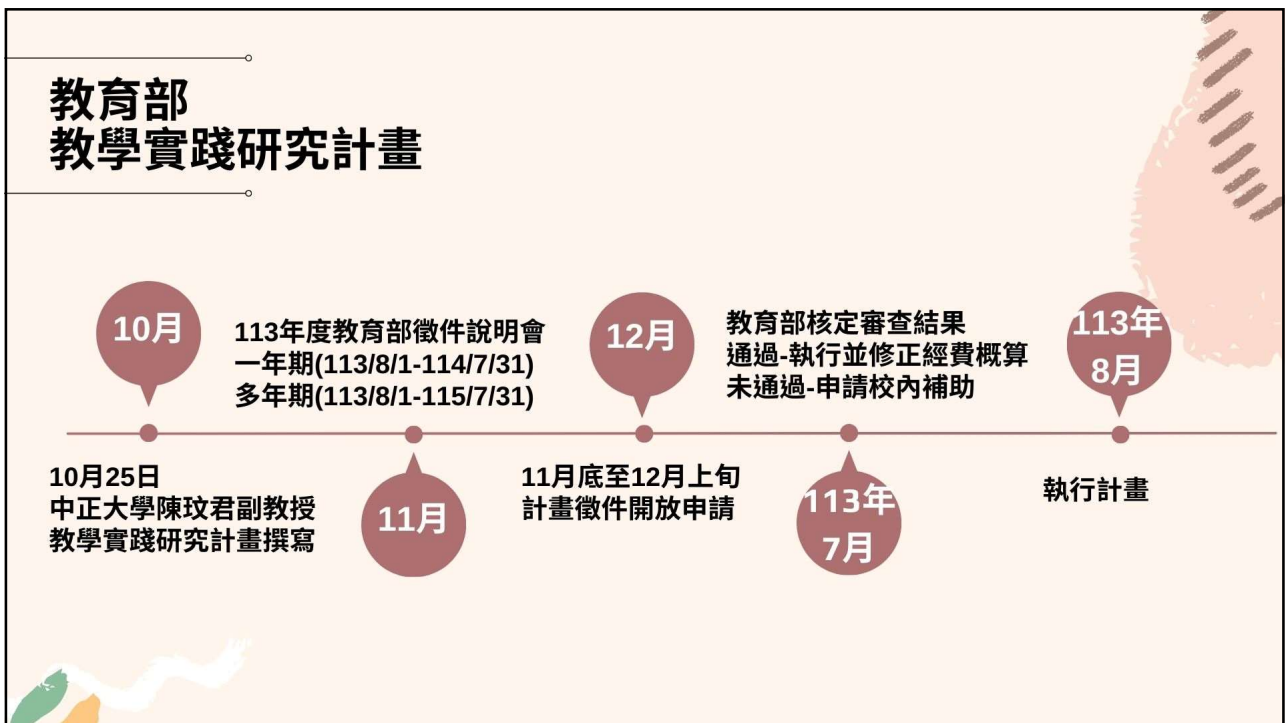 教育部
教學實踐研究計畫
10月
10月25日
中正大學陳玟君副教授
教學實踐研究計畫撰寫
113年度教育部徵件說明會
一年期(113/8/1-114/7/31)
多年期(113/8/1-115/7/31)
11月
12月
11月底至12月上旬
計畫徵件開放申請
教育部核定審查結果
通過-執行並修正經費概算
未通過-申請校內補助
113年
7月
113年
8月
執行計畫